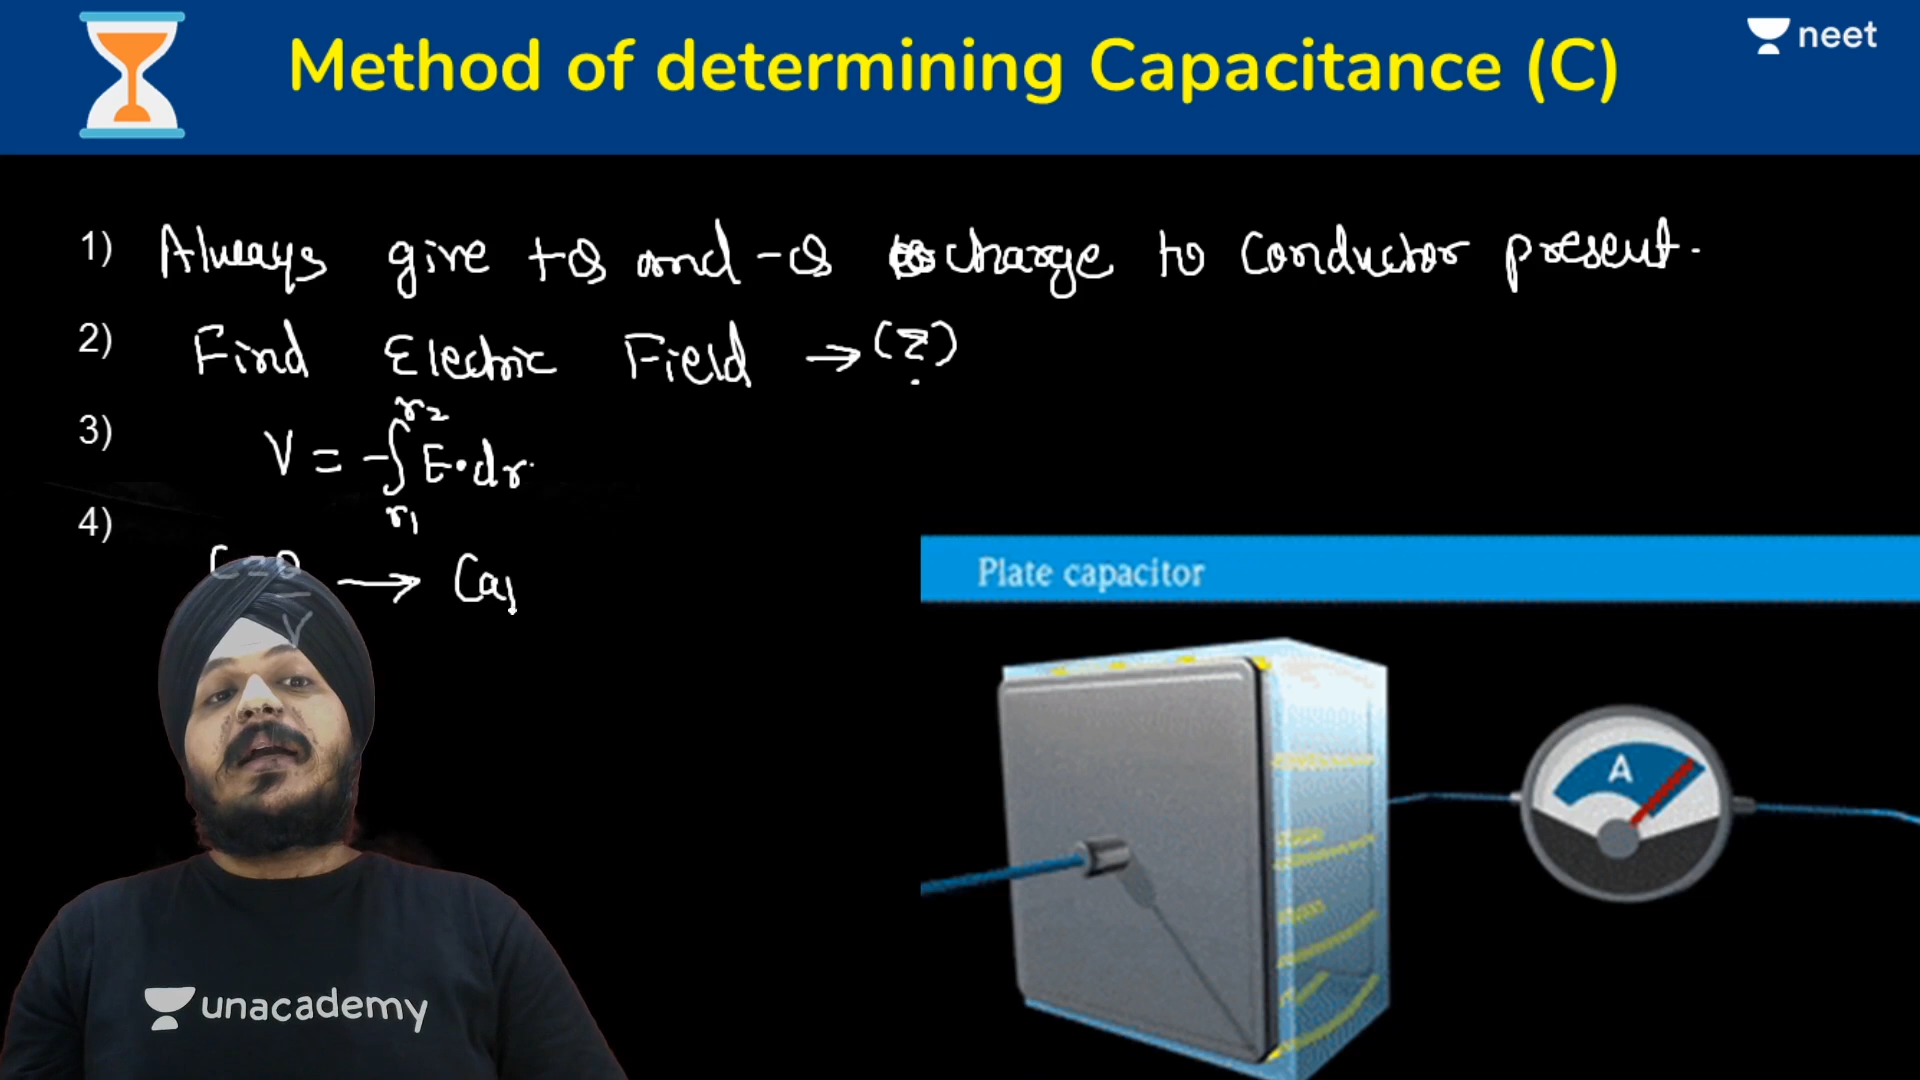 Method of determining Capacitance (C)
neet
1) Always give +Q and -Q charge to conductor present.
2) Find Electric Field → (?)
3) V = -∫ E·dr
r2
r1
4) C = Q/V → Cap
Plate capacitor
A
unacademy